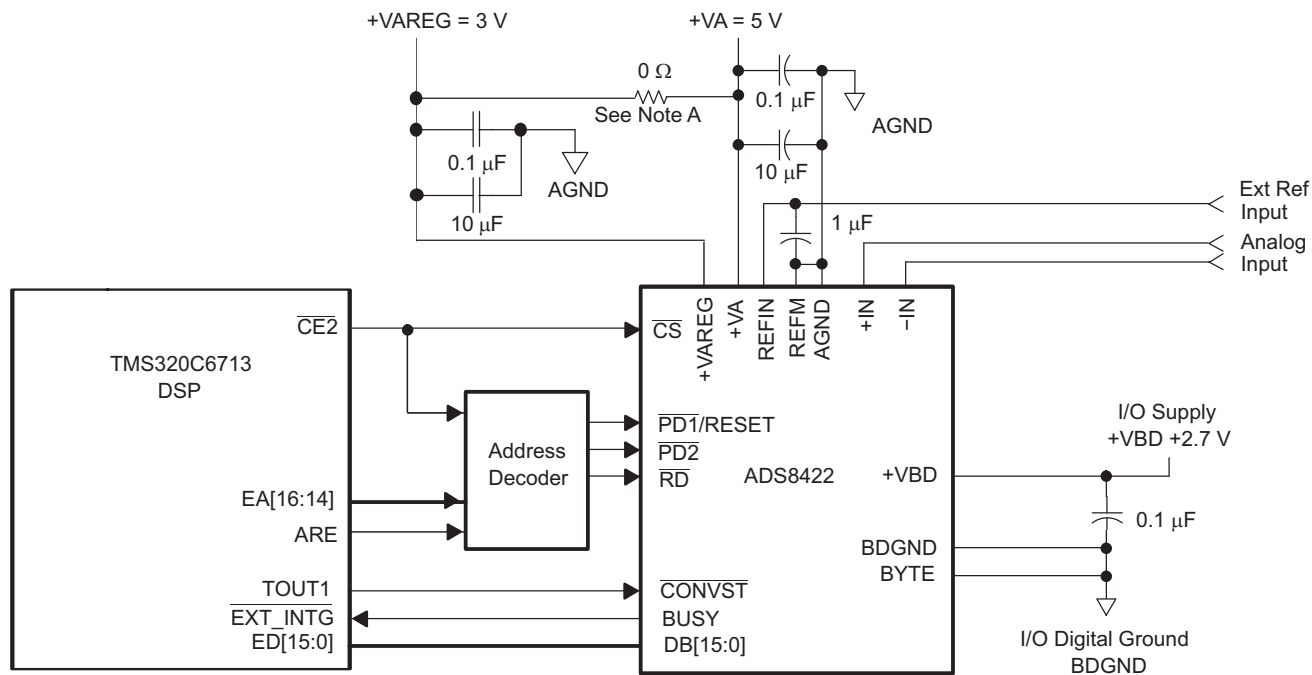 +VAREG = 3 V
+VA = 5 V
0 Ω
See Note A
0.1 μF
AGND
0.1 μF
AGND
10 μF
10 μF
1 μF
Ext Ref
Input
Analog
Input
TMS320C6713
DSP
CE2
EA[16:14]
ARE
TOUT1
EXT_INTG
ED[15:0]
Address
Decoder
CS
+VAREG
+VA
REFIN
REFM
AGND
+IN
−IN
PD1/RESET
PD2
RD
ADS8422
+VBD
BDGND
BYTE
CONVST
BUSY
DB[15:0]
I/O Supply
+VBD +2.7 V
0.1 μF
I/O Digital Ground
BDGND